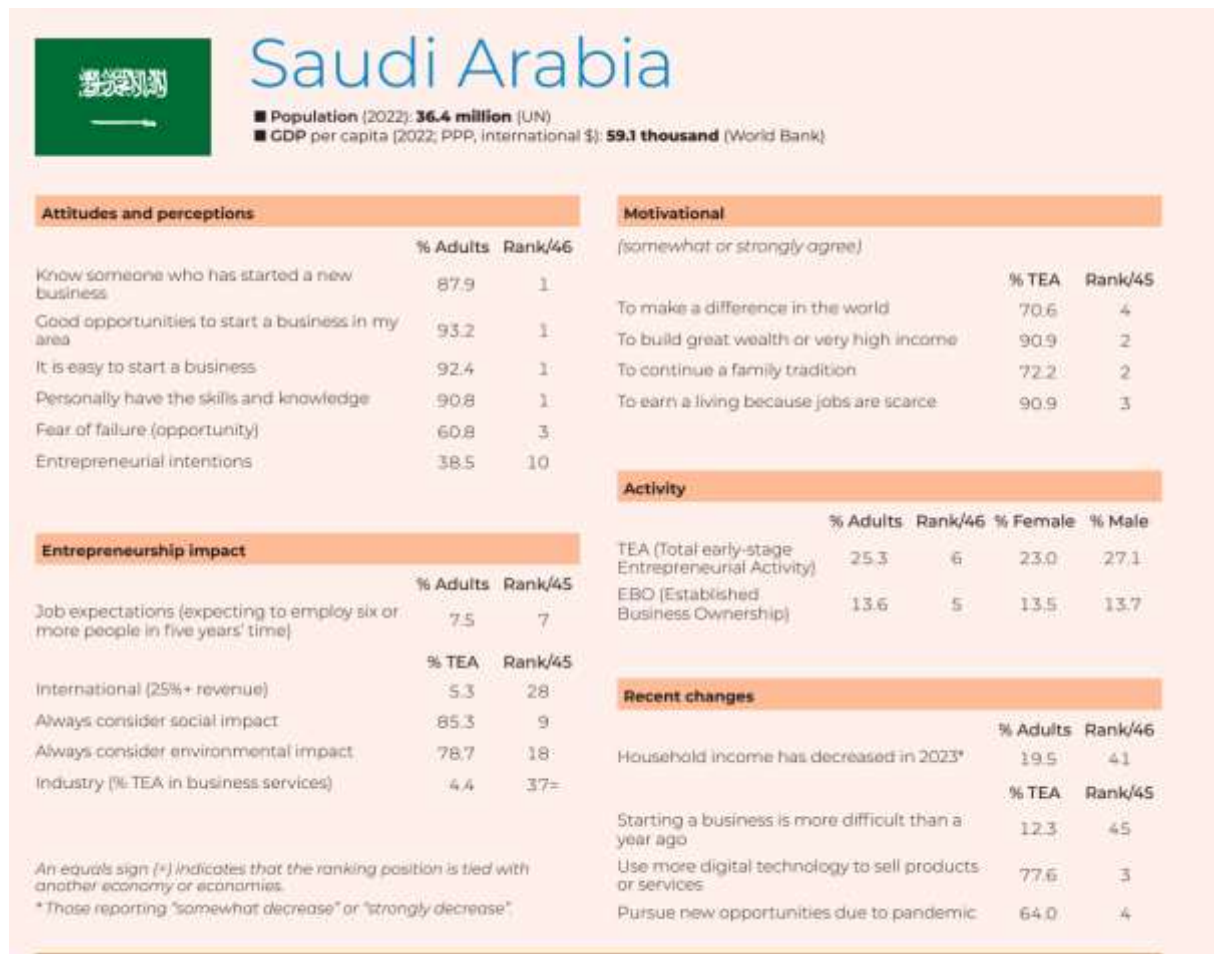 Saudi Arabia
■ Population (2022): 36.4 million (UN)
■ GDP per capita (2022; PPP, international $): 59.1 thousand (World Bank)
Attitudes and perceptions
% Adults Rank/46
Know someone who has started a new
business 87.9 1
Good opportunities to start a business in my
area 93.2 1
It is easy to start a business 92.4 1
Personally have the skills and knowledge 90.8 1
Fear of failure (opportunity) 60.8 3
Entrepreneurial intentions 38.5 10
Entrepreneurship impact
% Adults Rank/45
Job expectations (expecting to employ six or
more people in five years' time) 7.5 7
% TEA Rank/45
International (25%+ revenue) 5.3 28
Always consider social impact 85.3 9
Always consider environmental impact 78.7 18
Industry (% TEA in business services) 4.4 37=
An equals sign (=) indicates that the ranking position is tied with
another economy or economies.
* Those reporting "somewhat decrease" or "strongly decrease".
Motivational
(somewhat or strongly agree)
% TEA Rank/45
To make a difference in the world 70.6 4
To build great wealth or very high income 90.9 2
To continue a family tradition 72.2 2
To earn a living because jobs are scarce 90.9 3
Activity
% Adults Rank/46 % Female % Male
TEA (Total early-stage
Entrepreneurial Activity) 25.3 6 23.0 27.1
EBO (Established
Business Ownership) 13.6 5 13.5 13.7
Recent changes
% Adults Rank/46
Household income has decreased in 2023* 19.5 41
% TEA Rank/45
Starting a business is more difficult than a
year ago 12.3 45
Use more digital technology to sell products
or services 77.6 3
Pursue new opportunities due to pandemic 64.0 4